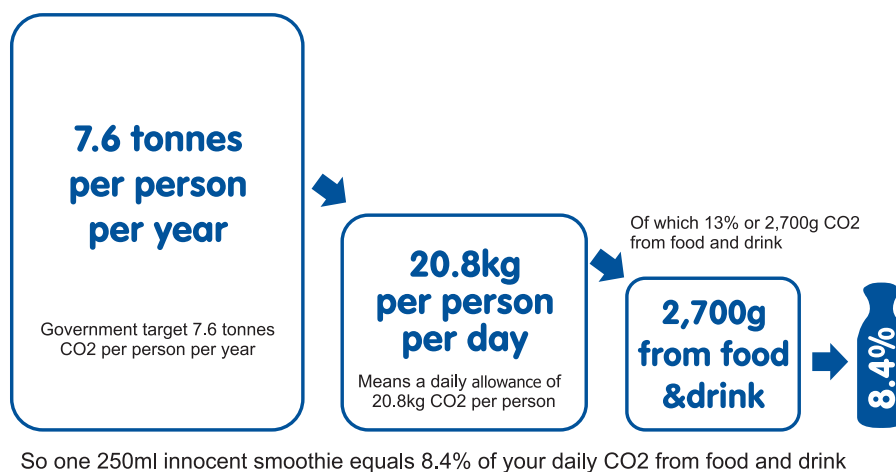 7.6 tonnes
per person
per year
Government target 7.6 tonnes
CO2 per person per year
20.8kg
per person
per day
Means a daily allowance of
20.8kg CO2 per person
Of which 13% or 2,700g CO2
from food and drink
2,700g
from food
&drink
8.4%
So one 250ml innocent smoothie equals 8.4% of your daily CO2 from food and drink